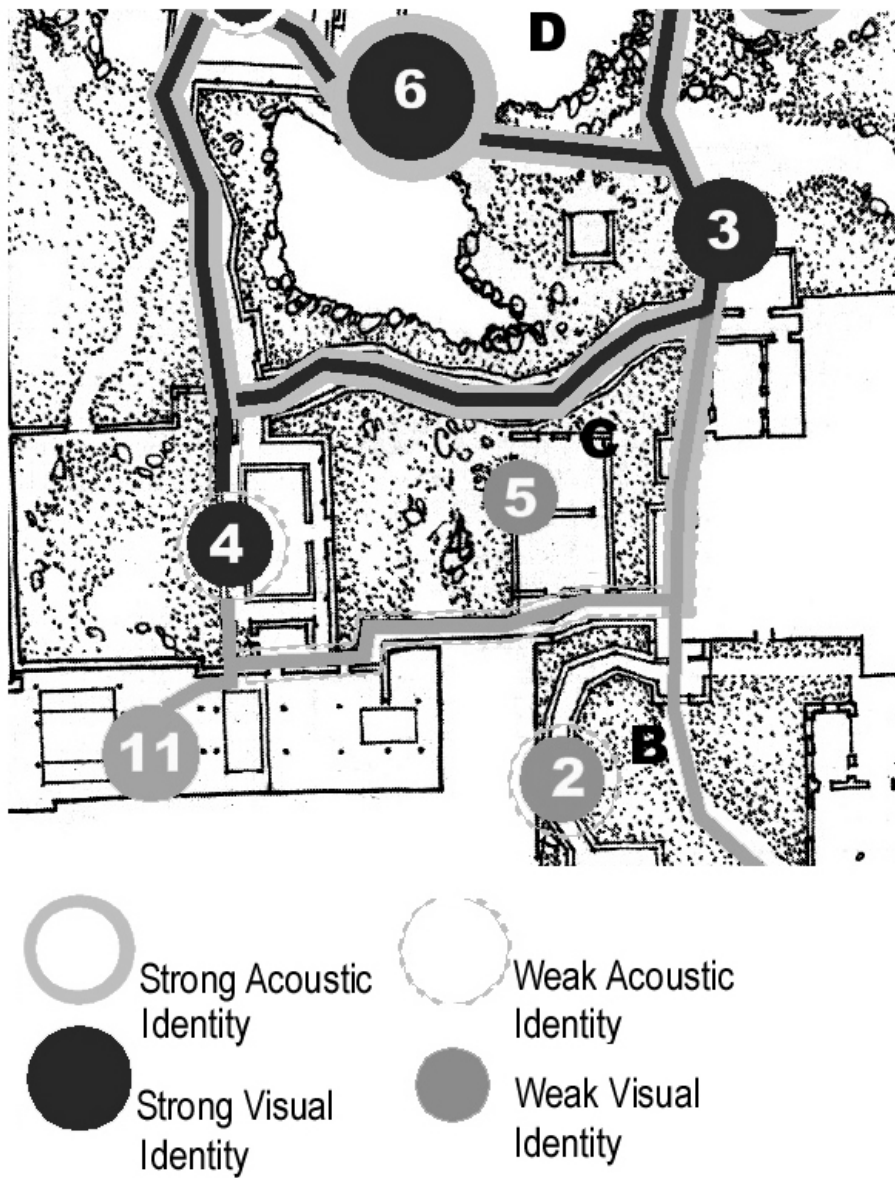 D
6
3
C
5
4
B
11
2
Strong Acoustic
Identity
Weak Acoustic
Identity
Strong Visual
Identity
Weak Visual
Identity